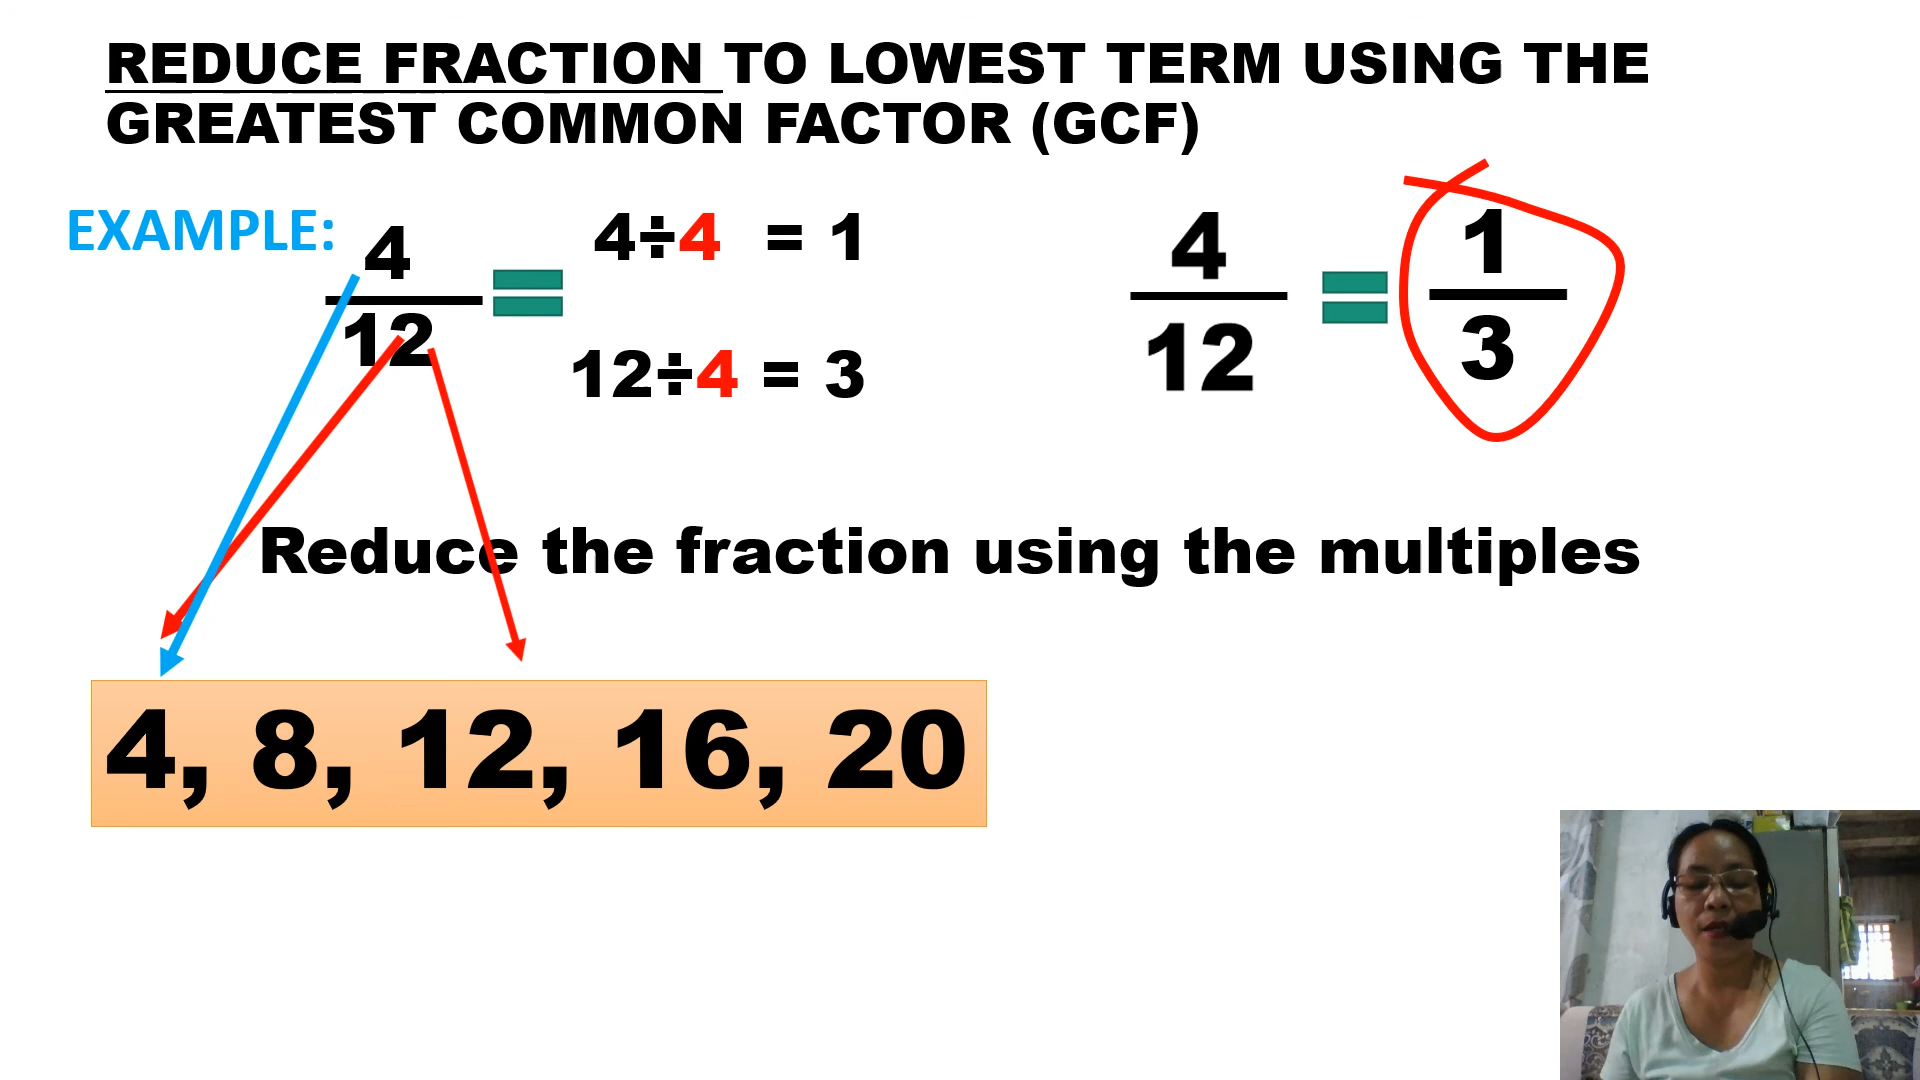 REDUCE FRACTION TO LOWEST TERM USING THE
GREATEST COMMON FACTOR (GCF)
EXAMPLE:
4
12
=
4÷4 = 1
12÷4 = 3
4
12
=
1
3
Reduce the fraction using the multiples
4, 8, 12, 16, 20